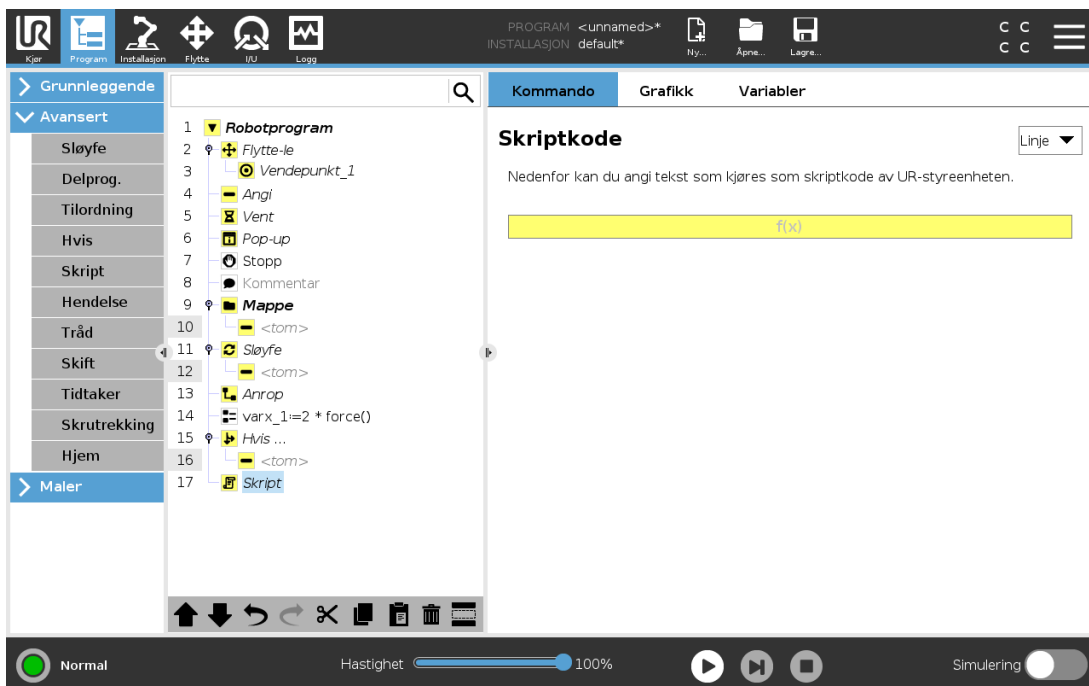 PROGRAM <unnamed>*
INSTALLASJON default*
UR
Kjør Program Installasjon Flytte I/U Logg
Ny... Åpne... Lagre...
C C
C C
Grunnleggende
Avansert
Sløyfe
Delprog.
Tilordning
Hvis
Skript
Hendelse
Tråd
Skift
Tidtaker
Skrutrekking
Hjem
Maler
1 Robotprogram
2 Flytte-le
3 Vendepunkt_1
4 Angi
5 Vent
6 Pop-up
7 Stopp
8 Kommentar
9 Mappe
10 <tom>
11 Sløyfe
12 <tom>
13 Anrop
14 varx_1≔2 * force()
15 Hvis ...
16 <tom>
17 Skript
Kommando Grafikk Variabler
Skriptkode
Linje
Nedenfor kan du angi tekst som kjøres som skriptkode av UR-styreenheten.
f(x)
Normal
Hastighet 100%
Simulering